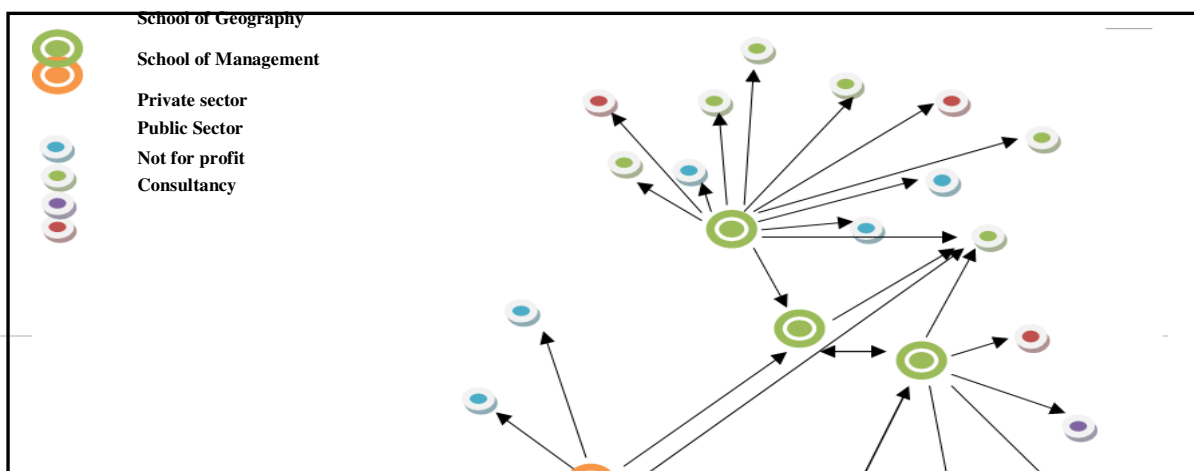 School of Geography
School of Management
Private sector
Public Sector
Not for profit
Consultancy